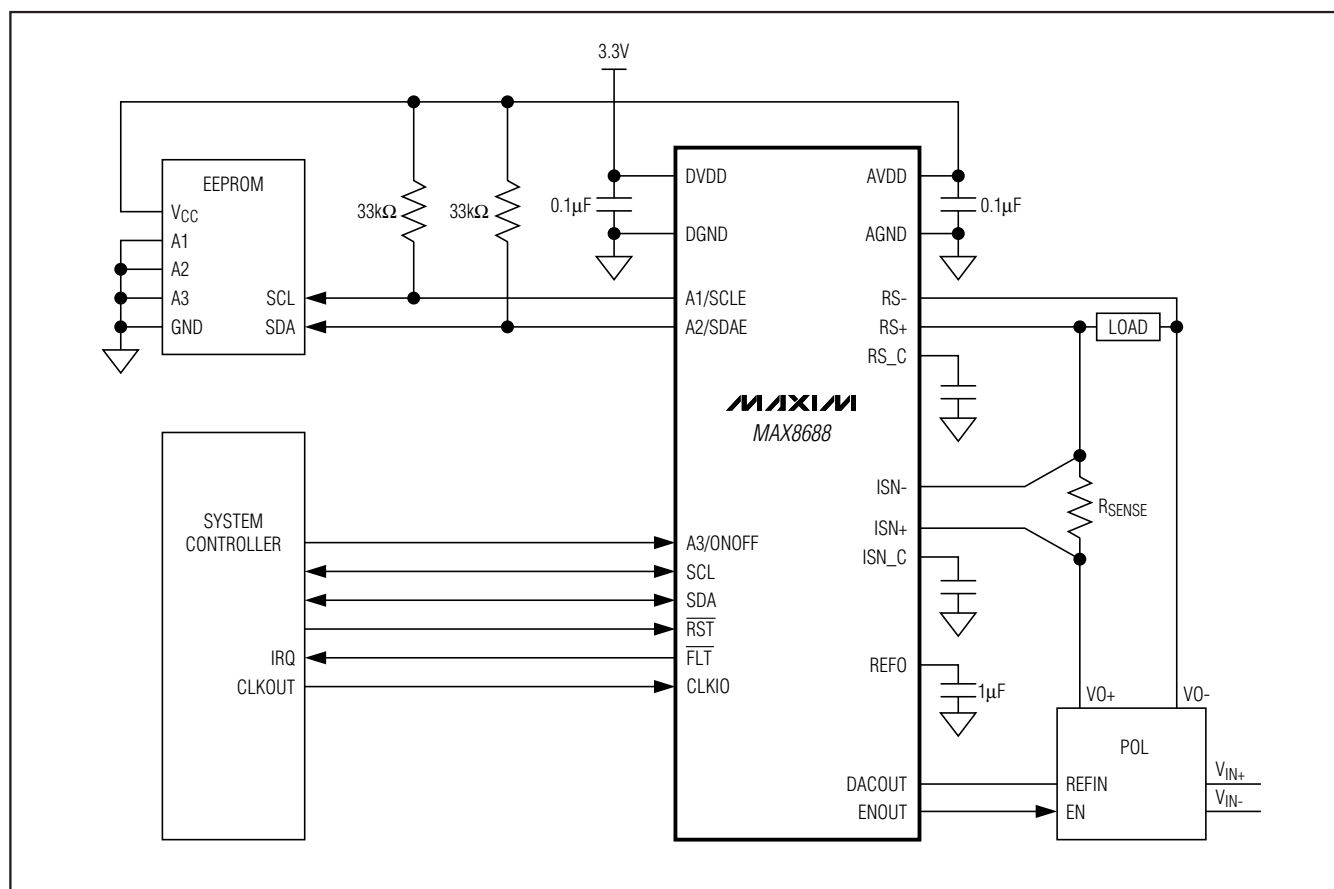 3.3V
EEPROM
VCC
A1
A2
A3
GND
SCL
SDA
33kΩ
33kΩ
0.1µF
0.1µF
DVDD
DGND
A1/SCLE
A2/SDAE
AVDD
AGND
RS-
RS+
RS_C
LOAD
MAXIM
MAX8688
ISN-
ISN+
ISN_C
RSENSE
SYSTEM
CONTROLLER
IRQ
CLKOUT
A3/ONOFF
SCL
SDA
RST
FLT
CLKIO
REFO
1µF
DACOUT
ENOUT
VO+
VO-
POL
REFIN
EN
VIN+
VIN-